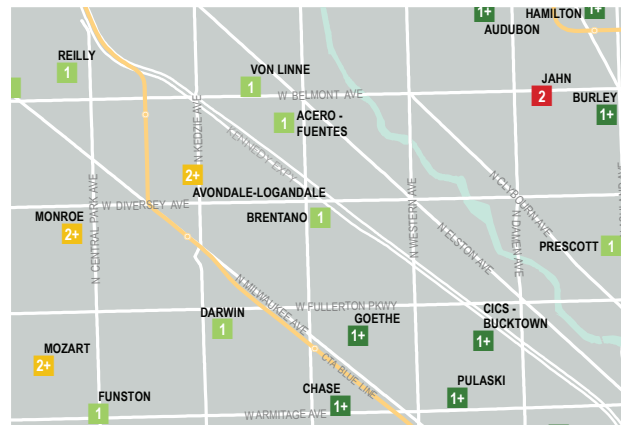 1+
HAMILTON
1+
AUDUBON
REILLY
1
VON LINNE
1
W BELMONT AVE
JAHN
2
BURLEY
1+
1
ACERO -
FUENTES
N KEDZIE AVE
KENNEDY EXPY
2+
AVONDALE-LOGANDALE
W DIVERSEY AVE
BRENTANO
1
MONROE
2+
N CENTRAL PARK AVE
N WESTERN AVE
N ELSTON AVE
N CLYBOURN AVE
N DAMEN AVE
PRESCOTT
1
N MILWAUKEE AVE
W FULLERTON PKWY
DARWIN
1
GOETHE
1+
CICS -
BUCKTOWN
1+
MOZART
2+
CTA BLUE LINE
FUNSTON
1
CHASE
1+
PULASKI
1+
W ARMITAGE AVE